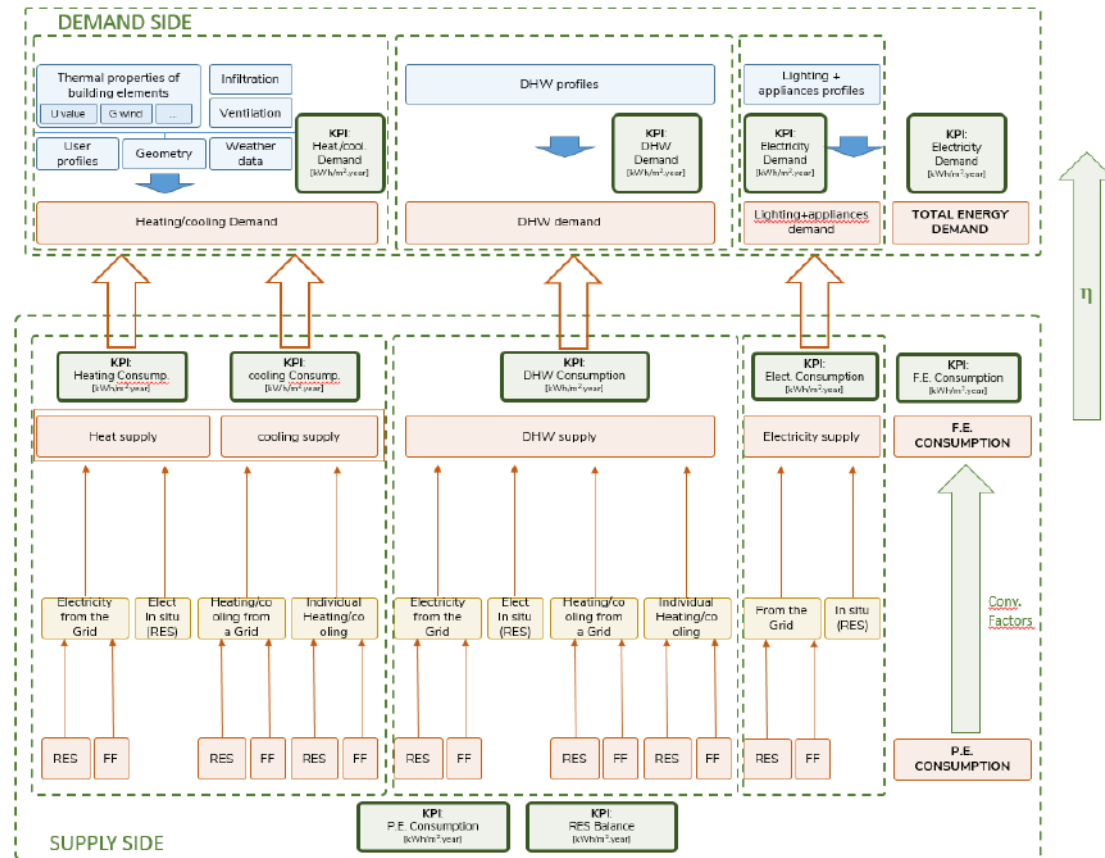 DEMAND SIDE
Thermal properties of
building elements
U value
G wind
...
Infiltration
Ventilation
User
profiles
Geometry
Weather
data
KPI:
Heat/cool.
Demand
[kWh/m².year]
Heating/cooling Demand
DHW profiles
KPI:
DHW
Demand
[kWh/m².year]
DHW demand
Lighting +
appliances profiles
KPI:
Electricity
Demand
[kWh/m².year]
Lighting+appliances
demand
KPI:
Electricity
Demand
[kWh/m².year]
TOTAL ENERGY
DEMAND
η
KPI:
Heating Consump.
[kWh/m².year]
KPI:
cooling Consump.
[kWh/m².year]
KPI:
DHW Consumption
[kWh/m².year]
KPI:
Elect. Consumption
[kWh/m².year]
KPI:
F.E. Consumption
[kWh/m².year]
Heat supply
cooling supply
DHW supply
Electricity supply
F.E.
CONSUMPTION
Electricity
from the
Grid
Elect
In situ
(RES)
Heating/co
oling from
a Grid
Individual
Heating/co
oling
Electricity
from the
Grid
Elect
In situ
(RES)
Heating/co
oling from
a Grid
Individual
Heating/co
oling
From the
Grid
In situ
(RES)
Conv.
Factors
RES
FF
RES
FF
RES
FF
RES
FF
RES
FF
RES
FF
RES
FF
P.E.
CONSUMPTION
KPI:
P.E. Consumption
[kWh/m².year]
KPI:
RES Balance
[kWh/m².year]
SUPPLY SIDE